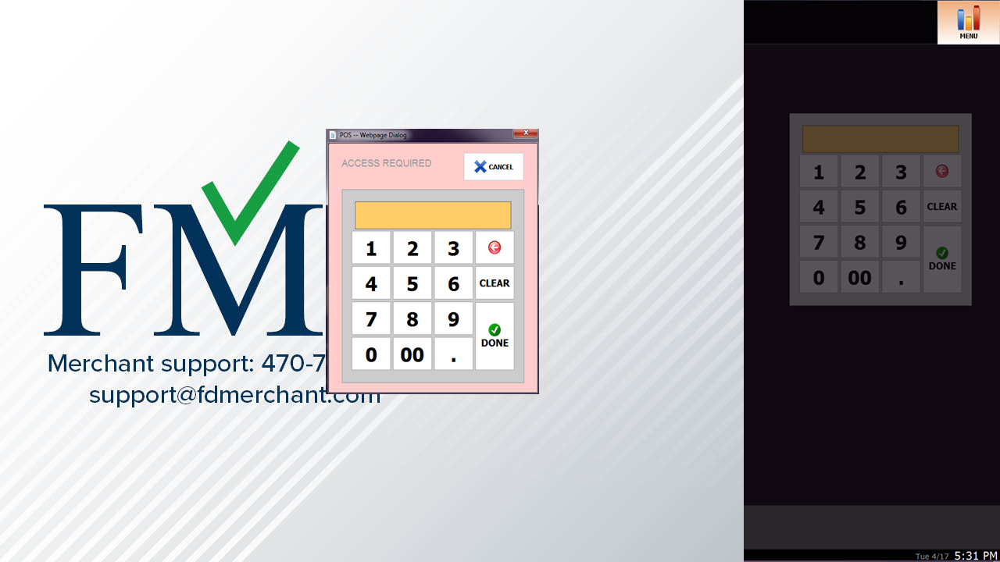 MENU
POS -- Webpage Dialog
ACCESS REQUIRED
CANCEL
FM
1 2 3
4 5 6 CLEAR
7 8 9
DONE
0 00 .
Merchant support: 470-7
support@fdmerchant.com
1 2 3
4 5 6 CLEAR
7 8 9
DONE
0 00 .
Tue 4/17 5:31 PM